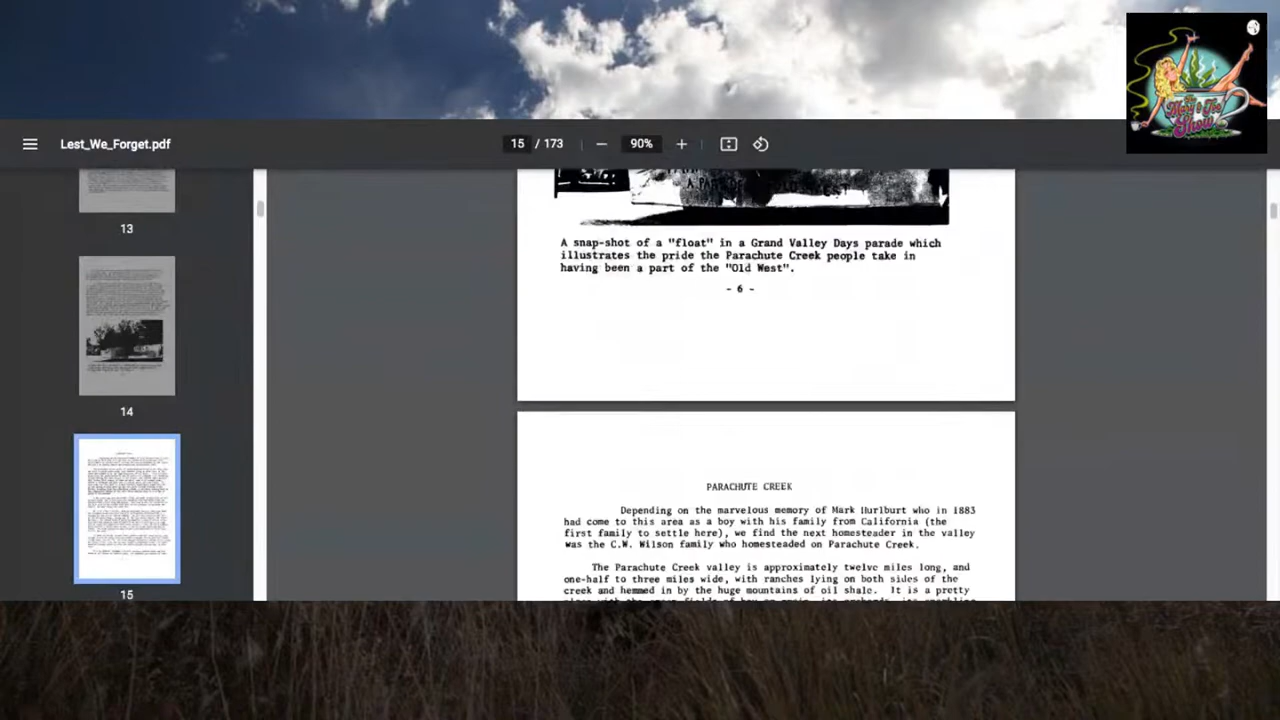 Lest_We_Forget.pdf
15 / 173
90%
The
Mary & Joe
Show
13
14
15
A snap-shot of a "float" in a Grand Valley Days parade which
illustrates the pride the Parachute Creek people take in
having been a part of the "Old West".
- 6 -
PARACHUTE CREEK
Depending on the marvelous memory of Mark Hurlburt who in 1883
had come to this area as a boy with his family from California (the
first family to settle here), we find the next homesteader in the valley
was the C.W. Wilson family who homesteaded on Parachute Creek.
The Parachute Creek valley is approximately twelve miles long, and
one-half to three miles wide, with ranches lying on both sides of the
creek and hemmed in by the huge mountains of oil shale. It is a pretty